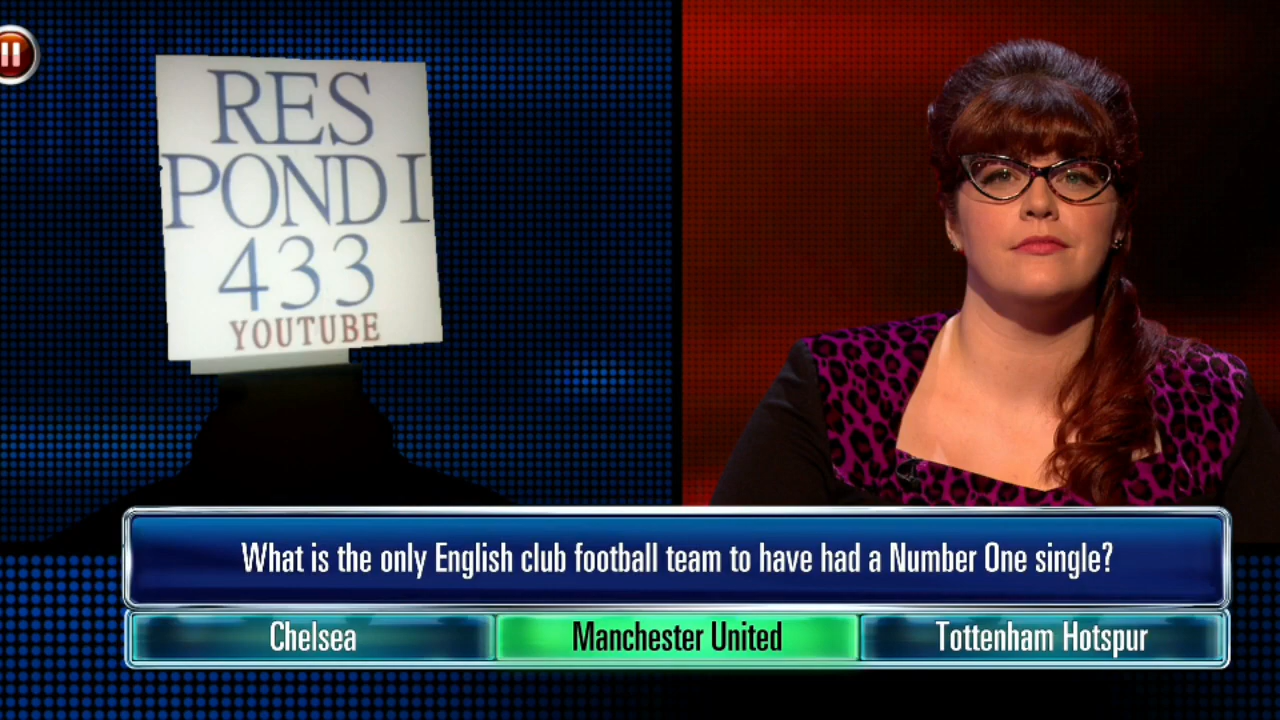 RES
POND I
433
YOUTUBE
What is the only English club football team to have had a Number One single?
Chelsea
Manchester United
Tottenham Hotspur